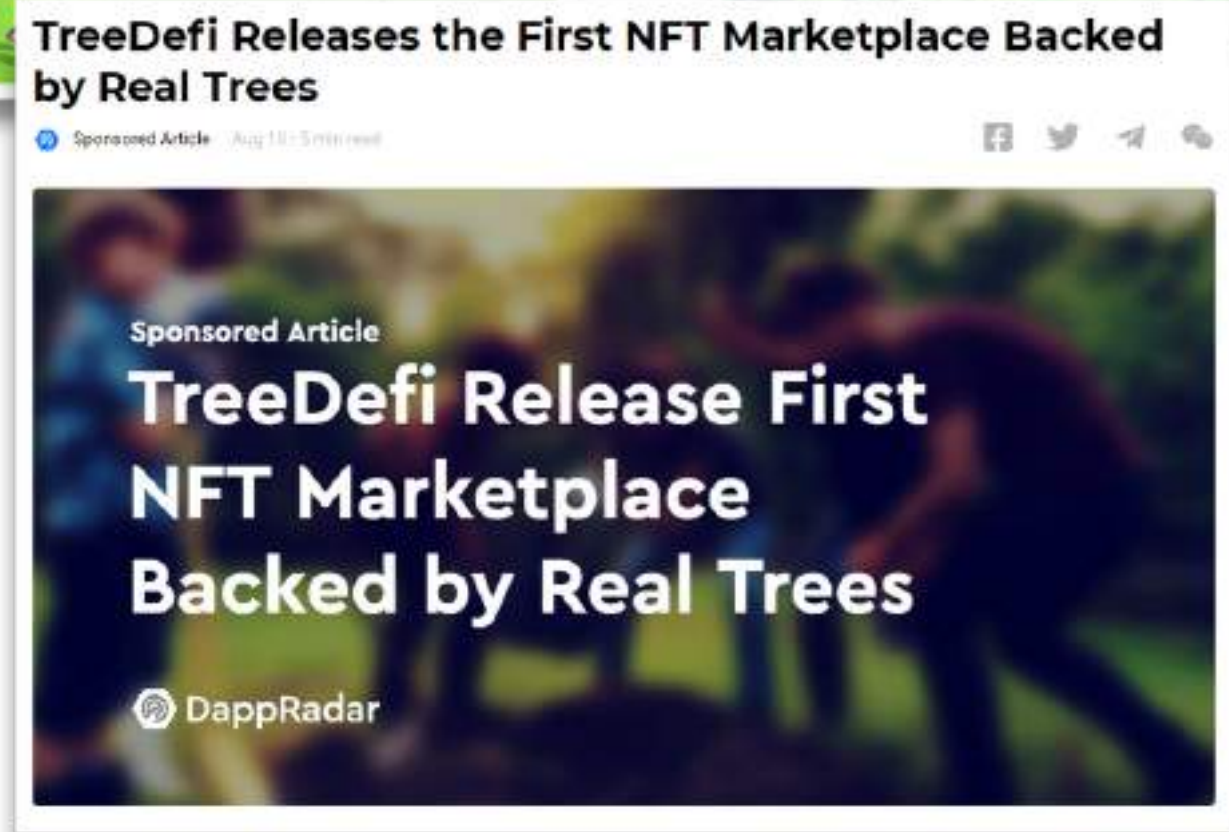 TreeDefi Releases the First NFT Marketplace Backed
by Real Trees
Sponsored Article
Sponsored Article
TreeDefi Release First
NFT Marketplace
Backed by Real Trees
DappRadar